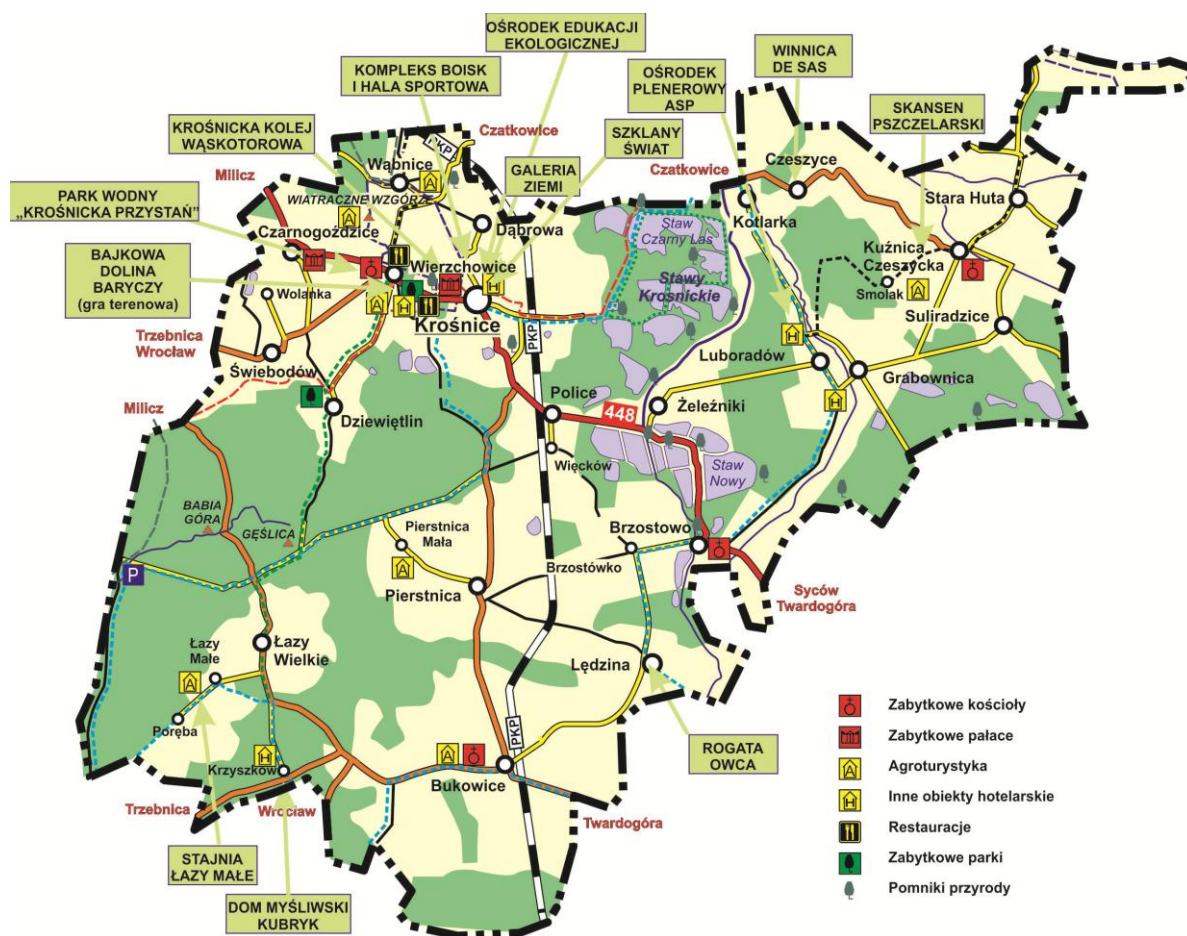 OŚRODEK EDUKACJI
EKOLOGICZNEJ
KOMPLEKS BOISK
I HALA SPORTOWA
OŚRODEK
PLENEROWY
ASP
WINNICA
DE SAS
SKANSEN
PSZCZELARSKI
KROŚNICKA KOLEJ
WĄSKOTOROWA
SZKLANY
ŚWIAT
GALERIA
ZIEMI
PARK WODNY
„KROŚNICKA PRZYSTAŃ"
BAJKOWA
DOLINA
BARYCZY
(gra terenowa)
Czatkowice
PKP
Wąbnice
Milicz
WIATRACZNE WZGÓRZE
Czarnogoździce
Dąbrowa
Wierzchowice
Wolanka
Krośnice
Trzebnica
Wrocław
Świebodów
Milicz
Dziewiętlin
Czatkowice
Czeszyce
Kotlarka
Stara Huta
Staw
Czarny Las
Stawy
Krośnickie
Kuźnica
Czeszycka
Smolak
Suliradzice
PKP
Luboradów
Grabownica
Police
448
Żeleźniki
Więcków
Staw
Nowy
BABIA
GÓRA
GĘŚLICA
Pierstnica
Mała
Brzostowo
Brzostówko
P
Pierstnica
Syców
Twardogóra
Łazy
Małe
Łazy
Wielkie
Lędzina
Poręba
Krzyszków
PKP
Bukowice
Trzebnica
Wrocław
Twardogóra
ROGATA
OWCA
STAJNIA
ŁAZY MAŁE
DOM MYŚLIWSKI
KUBRYK
Zabytkowe kościoły
Zabytkowe pałace
A
Agroturystyka
H
Inne obiekty hotelarskie
Restauracje
Zabytkowe parki
Pomniki przyrody